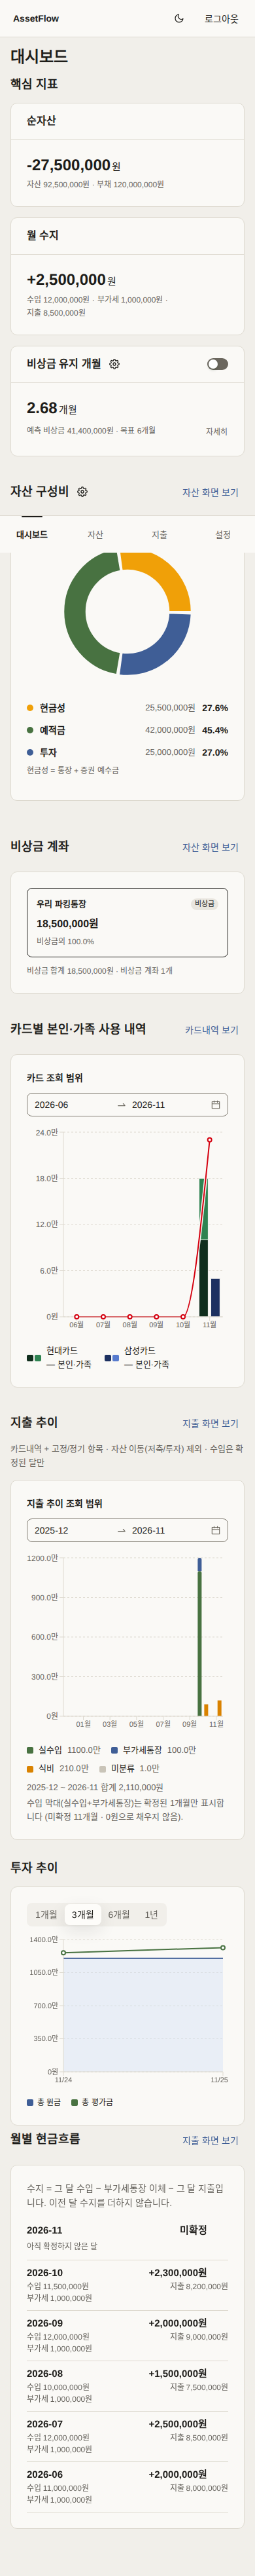 AssetFlow
로그아웃
대시보드
핵심 지표
순자산
-27,500,000원
자산 92,500,000원 · 부채 120,000,000원
월 수지
+2,500,000원
수입 12,000,000원 · 부가세 1,000,000원 ·
지출 8,500,000원
비상금 유지 개월
2.68개월
예측 비상금 41,400,000원 · 목표 6개월
자세히
자산 구성비
자산 화면 보기
대시보드
자산
지출
설정
현금성 25,500,000원 27.6%
예적금 42,000,000원 45.4%
투자 25,000,000원 27.0%
현금성 = 통장 + 증권 예수금
비상금 계좌
자산 화면 보기
우리 파킹통장
비상금
18,500,000원
비상금의 100.0%
비상금 합계 18,500,000원 · 비상금 계좌 1개
카드별 본인·가족 사용 내역
카드내역 보기
카드 조회 범위
2026-06 → 2026-11
24.0만
18.0만
12.0만
6.0만
0원
06월 07월 08월 09월 10월 11월
현대카드
— 본인·가족
삼성카드
— 본인·가족
지출 추이
지출 화면 보기
카드내역 + 고정/정기 항목 · 자산 이동(저축/투자) 제외 · 수입은 확
정된 달만
지출 추이 조회 범위
2025-12 → 2026-11
1200.0만
900.0만
600.0만
300.0만
0원
01월 03월 05월 07월 09월 11월
실수입 1100.0만 부가세통장 100.0만
식비 210.0만 미분류 1.0만
2025-12 ~ 2026-11 합계 2,110,000원
수입 막대(실수입+부가세통장)는 확정된 1개월만 표시합
니다 (미확정 11개월 · 0원으로 채우지 않음).
투자 추이
1개월 3개월 6개월 1년
1400.0만
1050.0만
700.0만
350.0만
0원
11/24 11/25
총 원금 총 평가금
월별 현금흐름
지출 화면 보기
수지 = 그 달 수입 − 부가세통장 이체 − 그 달 지출입
니다. 이전 달 수지를 더하지 않습니다.
2026-11 미확정
아직 확정하지 않은 달
2026-10 +2,300,000원
수입 11,500,000원 지출 8,200,000원
부가세 1,000,000원
2026-09 +2,000,000원
수입 12,000,000원 지출 9,000,000원
부가세 1,000,000원
2026-08 +1,500,000원
수입 10,000,000원 지출 7,500,000원
부가세 1,000,000원
2026-07 +2,500,000원
수입 12,000,000원 지출 8,500,000원
부가세 1,000,000원
2026-06 +2,000,000원
수입 11,000,000원 지출 8,000,000원
부가세 1,000,000원